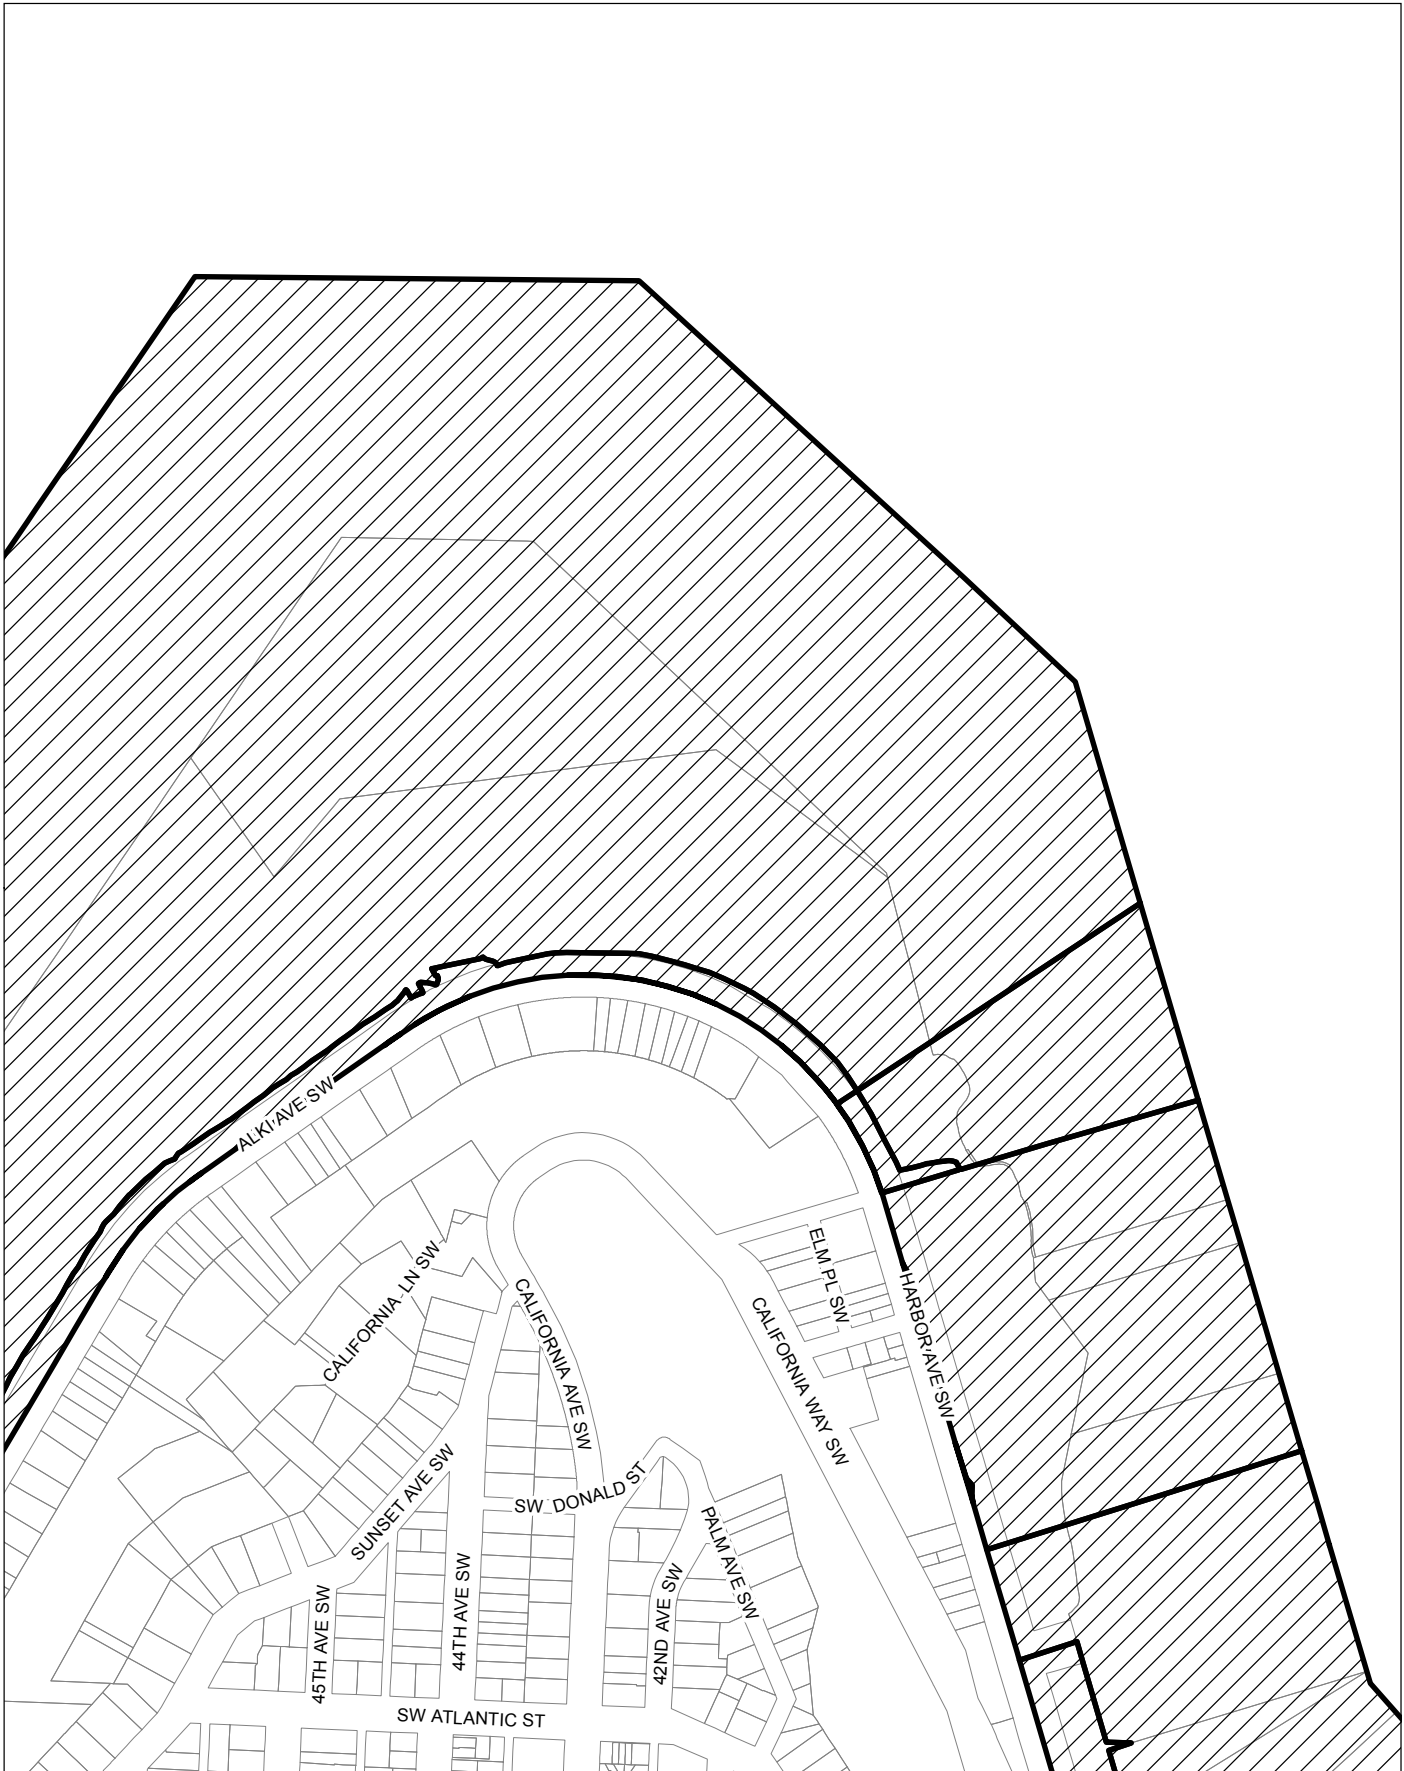 ALKI AVE SW
ELM PL SW
CALIFORNIA LN SW
HARBOR AVE SW
CALIFORNIA AVE SW
CALIFORNIA WAY SW
SUNSET AVE SW
SW DONALD ST
PALM AVE SW
44TH AVE SW
42ND AVE SW
45TH AVE SW
SW ATLANTIC ST